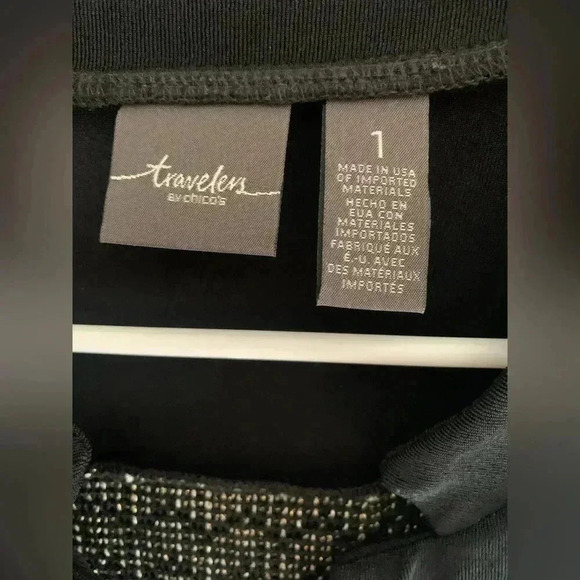 travelers
BY CHICO'S
1
MADE IN USA
OF IMPORTED
MATERIALS
HECHO EN
EUA CON
MATERIALES
IMPORTADOS
FABRIQUÉ AUX
É.-U. AVEC
DES MATÉRIAUX
IMPORTÉS